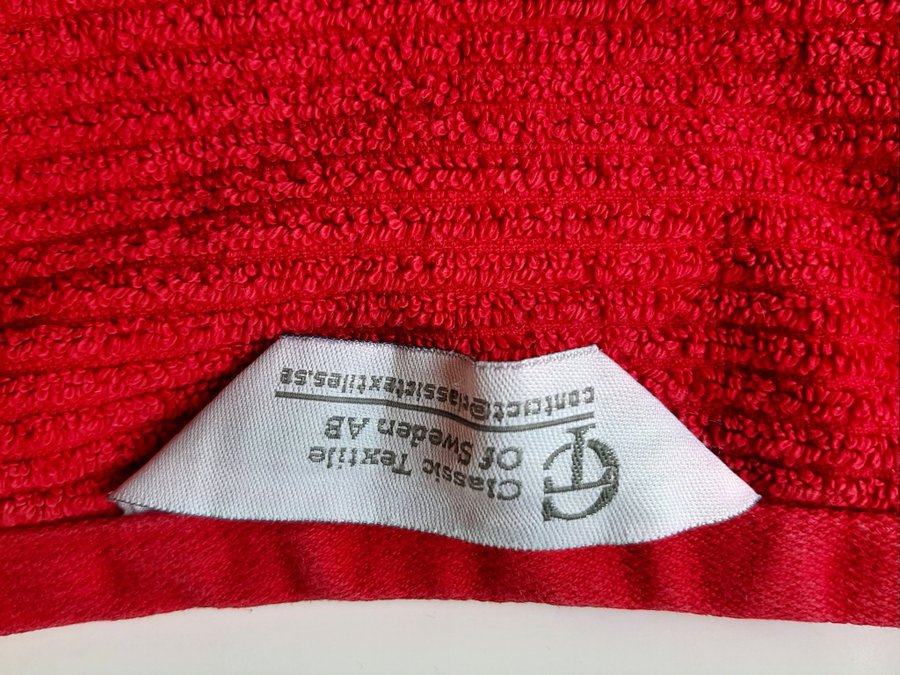 Classic Textile
Of Sweden AB
contact@classictextiles.se